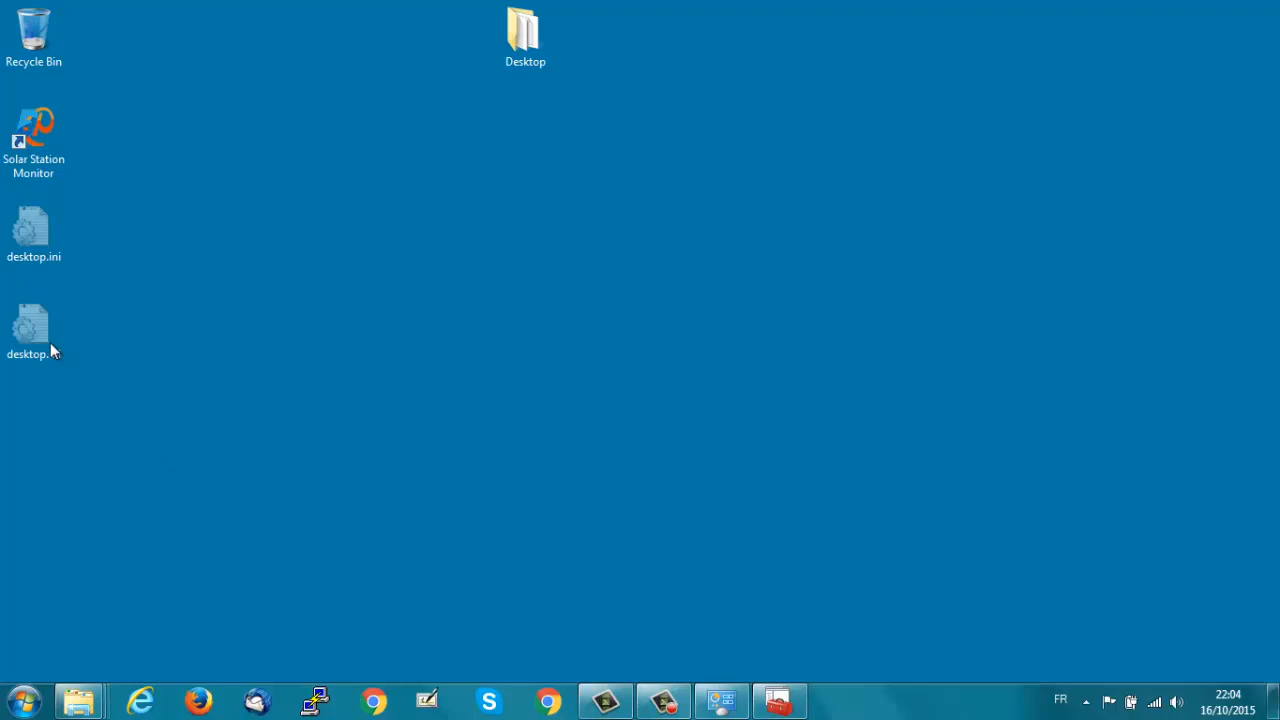 Recycle Bin
Desktop
Solar Station
Monitor
desktop.ini
desktop.
FR
22:04
16/10/2015